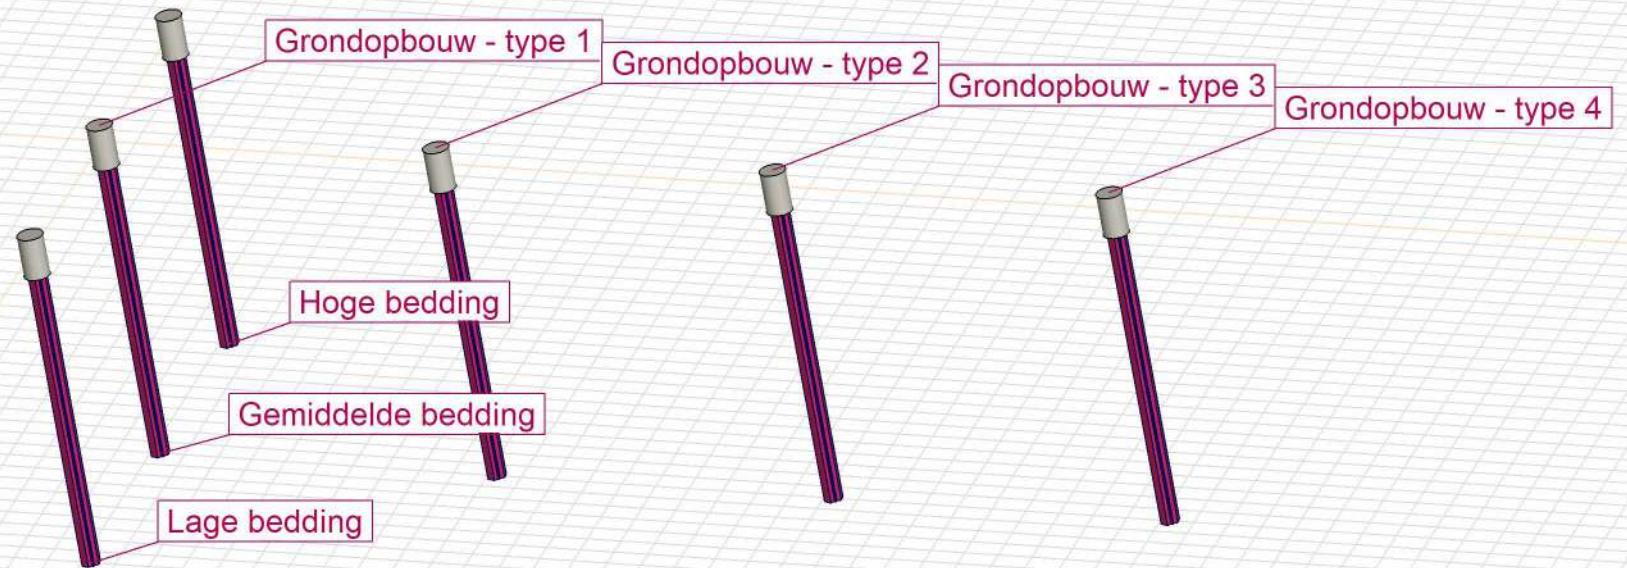 Grondopbouw - type 1
Grondopbouw - type 2
Grondopbouw - type 3
Grondopbouw - type 4
Hoge bedding
Gemiddelde bedding
Lage bedding